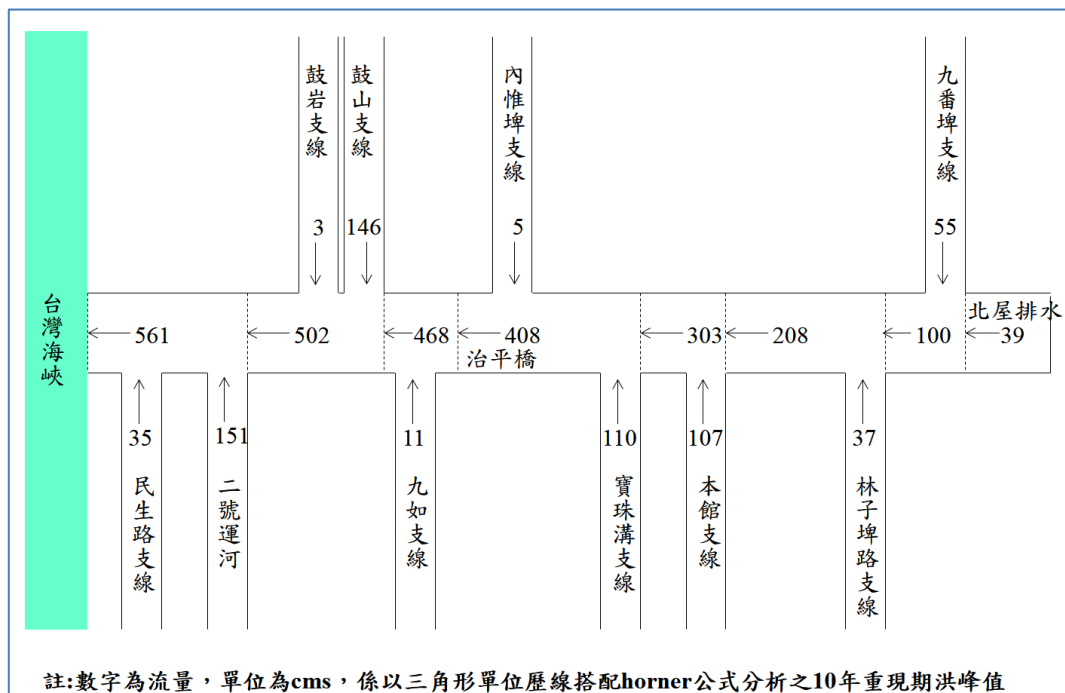 鼓岩支線
鼓山支線
內惟埤支線
九番埤支線
3
146
5
55
台灣海峽
北屋排水
561
502
468
408
303
208
100
39
治平橋
35
151
11
110
107
37
民生路支線
二號運河
九如支線
寶珠溝支線
本館支線
林子埤路支線
註:數字為流量，單位為cms，係以三角形單位歷線搭配horner公式分析之10年重現期洪峰值